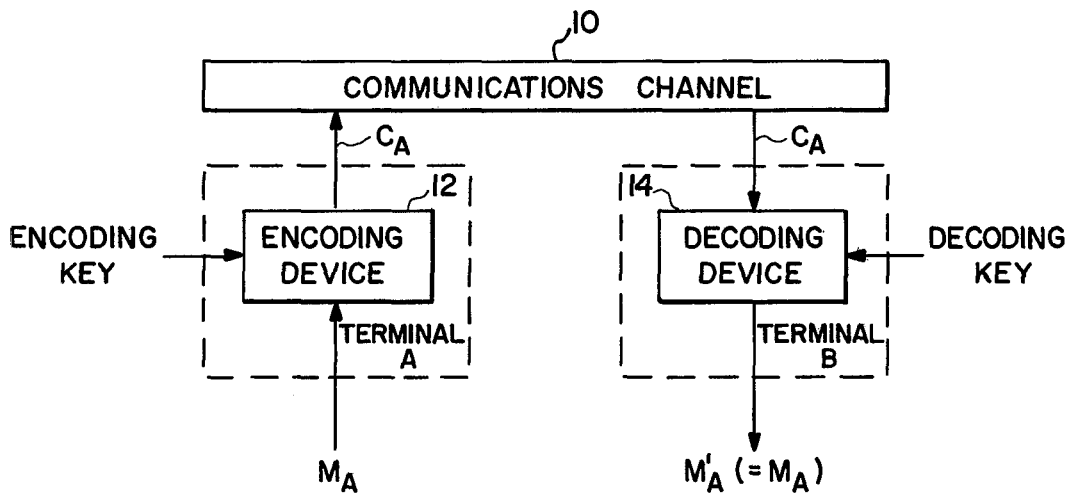 10
COMMUNICATIONS CHANNEL
C_A
C_A
12
14
ENCODING
KEY
ENCODING
DEVICE
DECODING
DEVICE
DECODING
KEY
TERMINAL
A
TERMINAL
B
M_A
M'_A (= M_A)